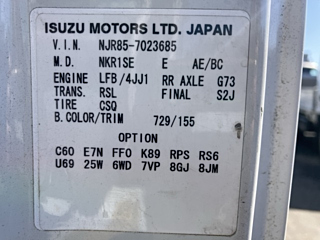 ISUZU MOTORS LTD. JAPAN
V.I.N. NJR85-7023685
M.D. NKR1SE E AE/BC
ENGINE LFB/4JJ1 RR AXLE G73
TRANS. RSL FINAL S2J
TIRE CSQ
B.COLOR/TRIM 729/155
OPTION
C60 E7N FF0 K89 RPS RS6
U69 25W 6WD 7VP 8GJ 8JM